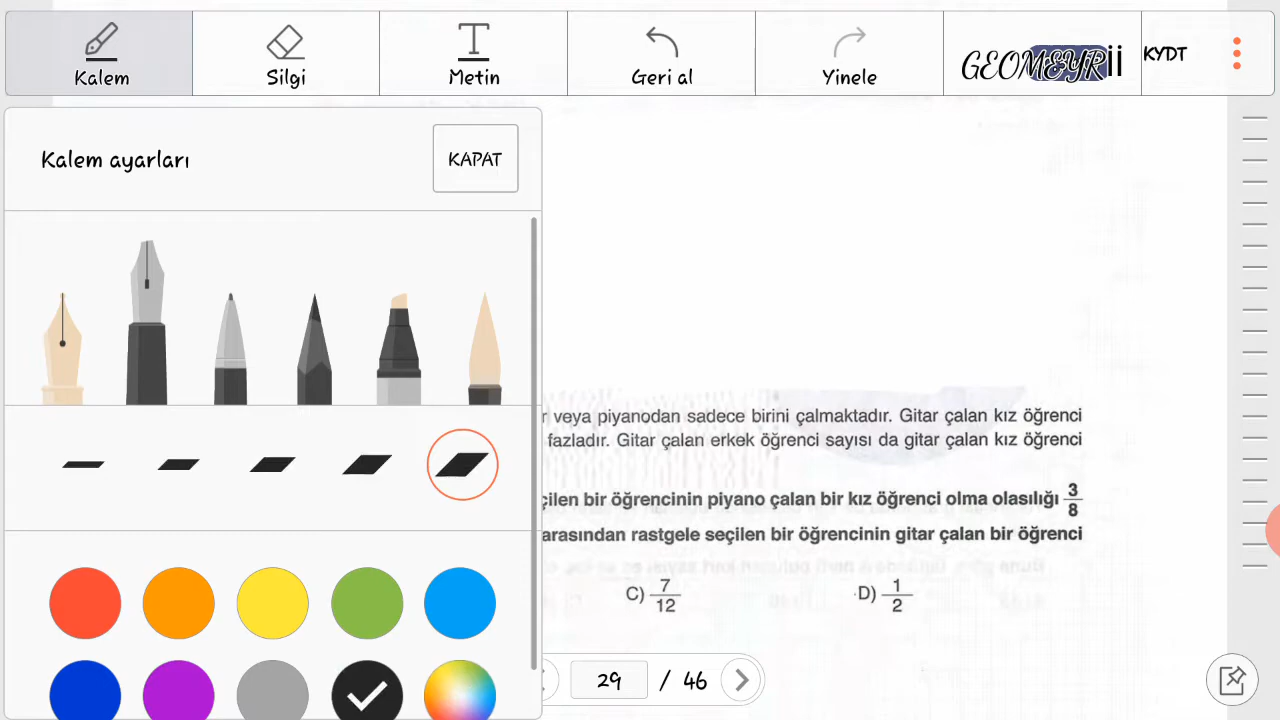 Kalem
Silgi
Metin
Geri al
Yinele
GEOMEYRii
KYDT
Kalem ayarları
KAPAT
r veya piyanodan sadece birini çalmaktadır. Gitar çalan kız öğrenci
fazladır. Gitar çalan erkek öğrenci sayısı da gitar çalan kız öğrenci
çilen bir öğrencinin piyano çalan bir kız öğrenci olma olasılığı 3/8
arasından rastgele seçilen bir öğrencinin gitar çalan bir öğrenci
C) 7/12
D) 1/2
29 / 46